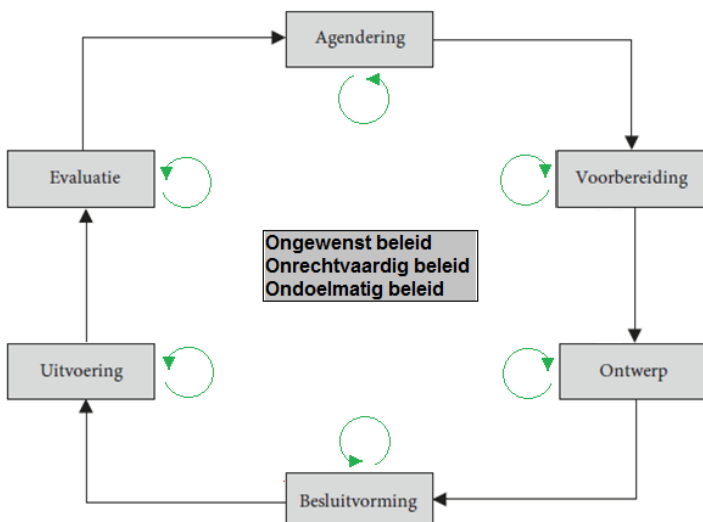 Agendering
Evaluatie
Voorbereiding
Ongewenst beleid
Onrechtvaardig beleid
Ondoelmatig beleid
Uitvoering
Ontwerp
Besluitvorming